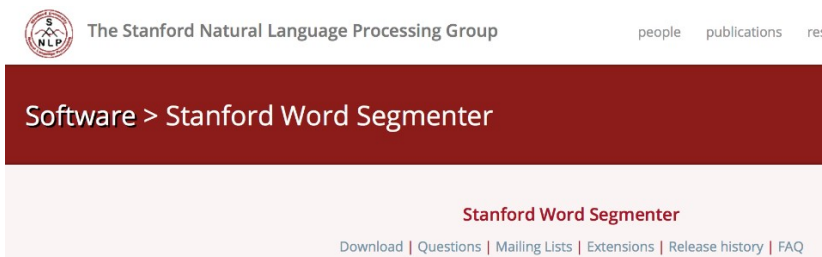 S
NLP
The Stanford Natural Language Processing Group
people publications
Software > Stanford Word Segmenter
Stanford Word Segmenter
Download | Questions | Mailing Lists | Extensions | Release history | FAQ